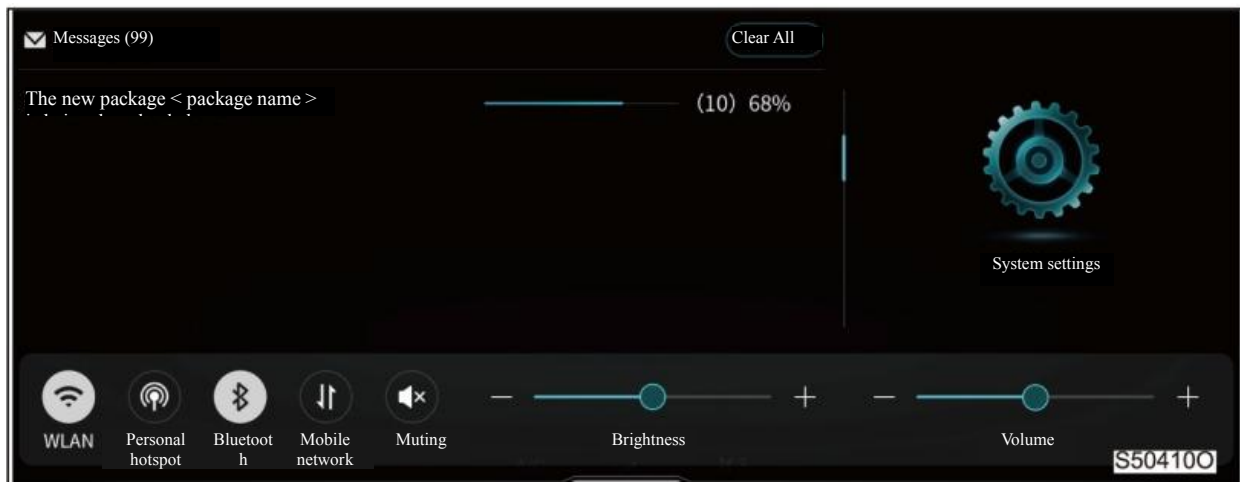 Messages (99)
Clear All
The new package < package name >
(10) 68%
System settings
WLAN
Personal
hotspot
Bluetoot
h
Mobile
network
Muting
Brightness
Volume
S50410O